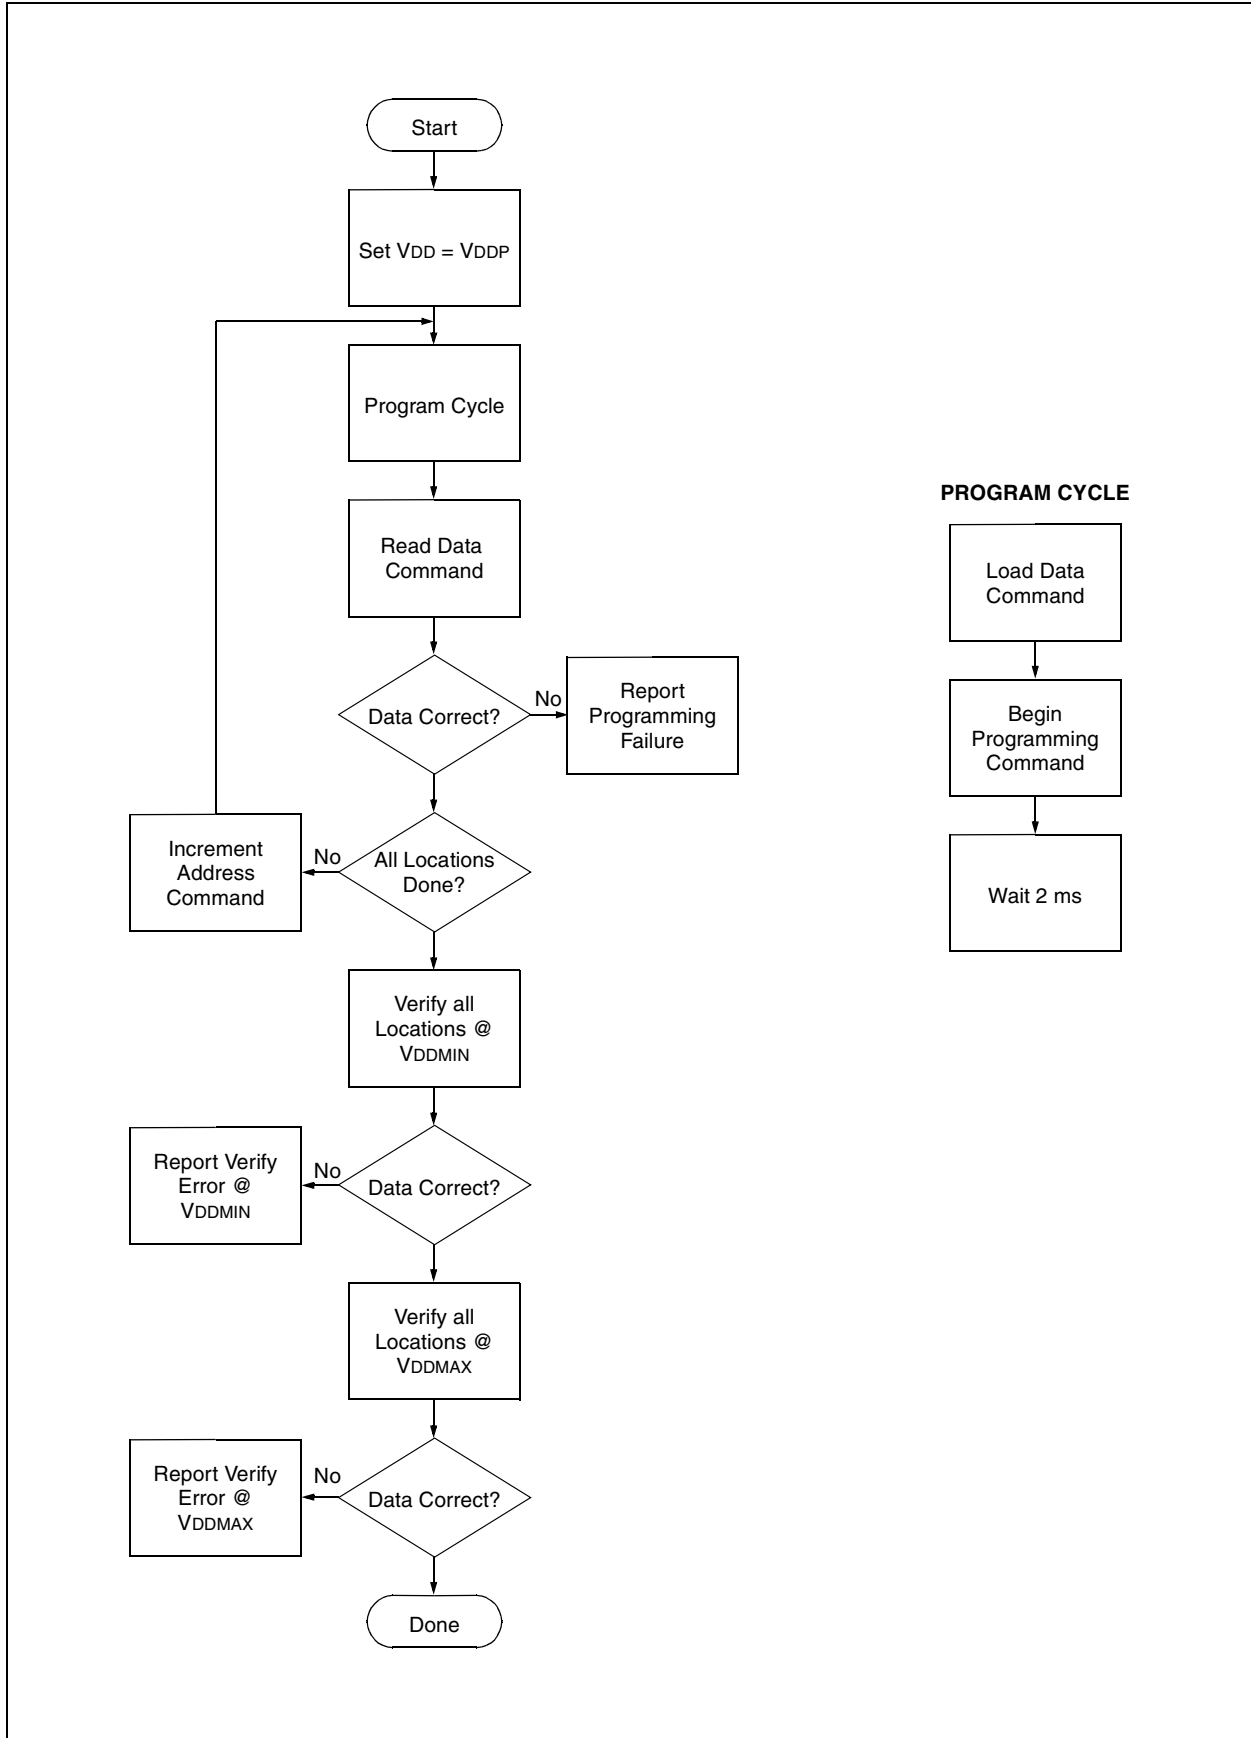 Start
Set VDD = VDDP
Program Cycle
Read Data
Command
Data Correct?
No
Report
Programming
Failure
All Locations
Done?
No
Increment
Address
Command
Verify all
Locations @
VDDMIN
Data Correct?
No
Report Verify
Error @
VDDMIN
Verify all
Locations @
VDDMAX
Data Correct?
No
Report Verify
Error @
VDDMAX
Done
PROGRAM CYCLE
Load Data
Command
Begin
Programming
Command
Wait 2 ms